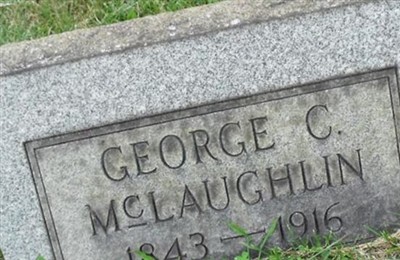 GEORGE C.
McLAUGHLIN
1843-1916